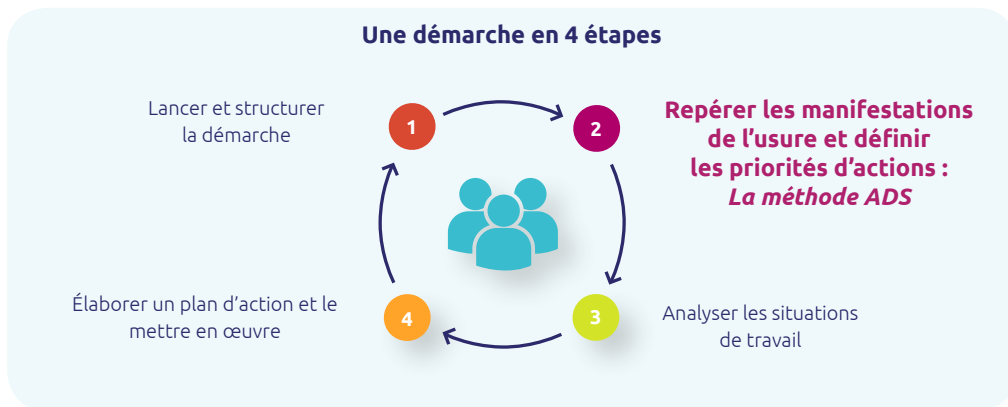 Une démarche en 4 étapes
Lancer et structurer
la démarche
1
2
Repérer les manifestations
de l’usure et définir
les priorités d’actions :
La méthode ADS
Élaborer un plan d’action et le
mettre en œuvre
4
3
Analyser les situations
de travail